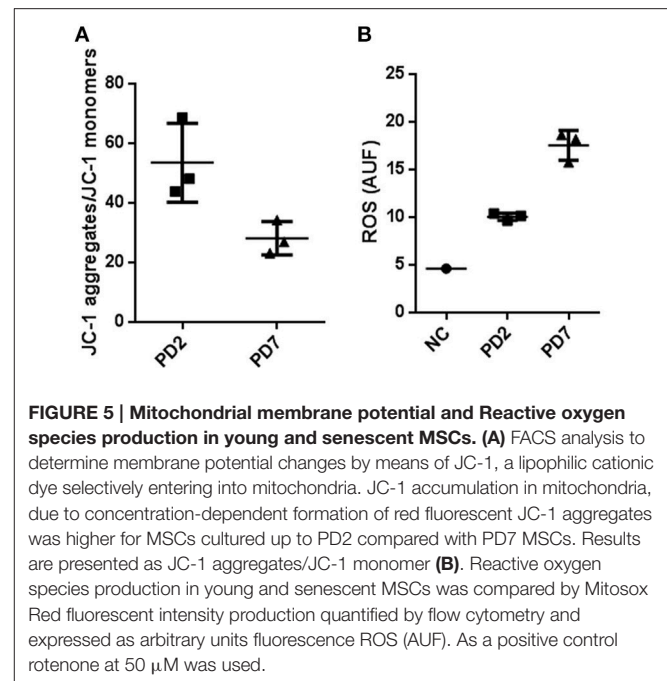 A
JC-1 aggregates/JC-1 monomers
80
60
40
20
0
PD2
PD7
B
ROS (AUF)
25
20
15
10
5
0
NC
PD2
PD7
FIGURE 5 | Mitochondrial membrane potential and Reactive oxygen
species production in young and senescent MSCs. (A) FACS analysis to
determine membrane potential changes by means of JC-1, a lipophilic cationic
dye selectively entering into mitochondria. JC-1 accumulation in mitochondria,
due to concentration-dependent formation of red fluorescent JC-1 aggregates
was higher for MSCs cultured up to PD2 compared with PD7 MSCs. Results
are presented as JC-1 aggregates/JC-1 monomer (B). Reactive oxygen
species production in young and senescent MSCs was compared by Mitosox
Red fluorescent intensity production quantified by flow cytometry and
expressed as arbitrary units fluorescence ROS (AUF). As a positive control
rotenone at 50 μM was used.